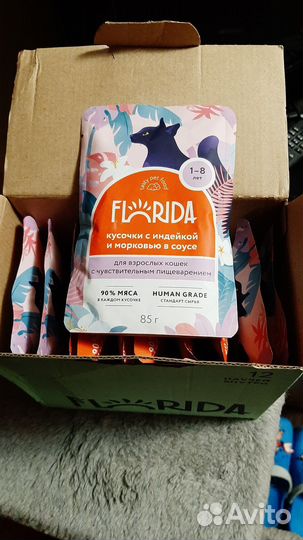 1–8
лет
FLORIDA
кусочки с индейкой
и морковью в соусе
для взрослых кошек
с чувствительным пищеварением
90% МЯСА
В КАЖДОМ КУСОЧКЕ
HUMAN GRADE
СТАНДАРТ СЫРЬЯ
85 г
FLORIDA
12
Avito